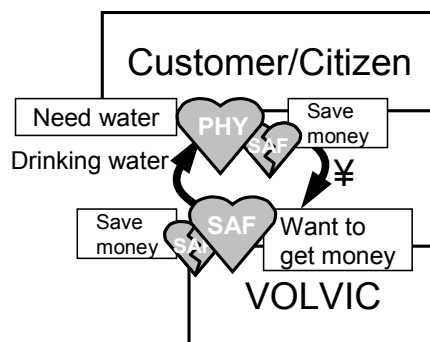 Customer/Citizen
Need water
PHY
Save
money
SAF
Drinking water
¥
Save
money
SAF
SAF
Want to
get money
VOLVIC